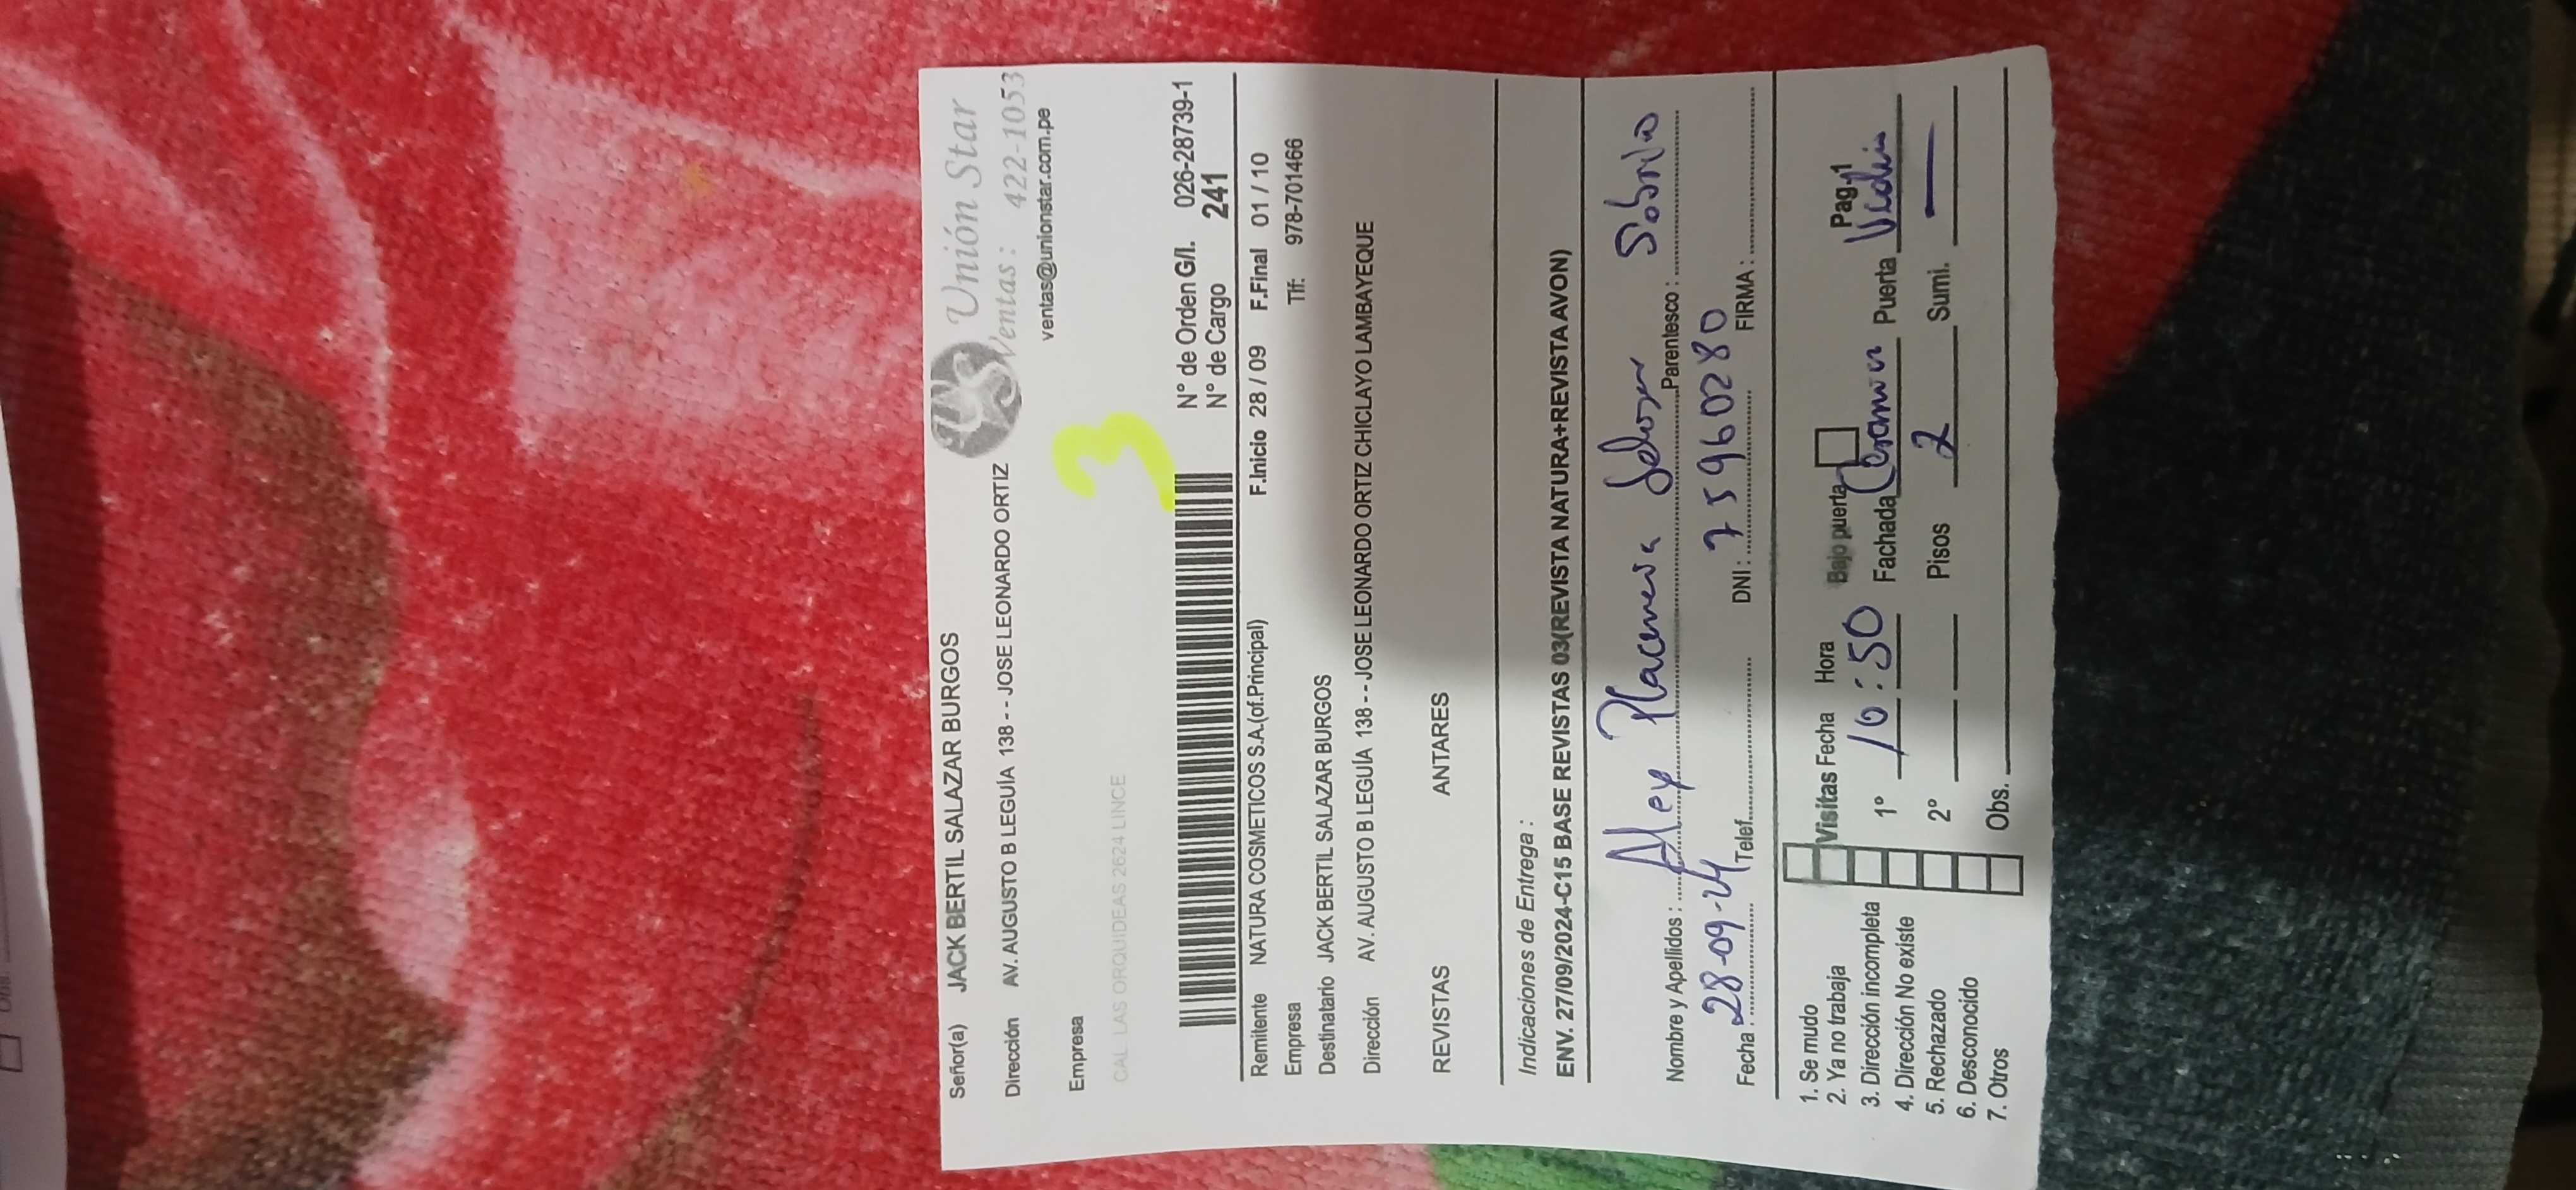 Unión Star
Ventas: 422-1053
ventas@unionstar.com.pe
Señor(a) JACK BERTIL SALAZAR BURGOS
Dirección AV. AUGUSTO B LEGUÍA 138 - - JOSE LEONARDO ORTIZ
Empresa
3
CAL. LAS ORQUIDEAS 2624 LINCE
N° de Orden G/I. 026-28739-1
N° de Cargo 241
Remitente NATURA COSMETICOS S.A.(of.Principal) F.Inicio 28 / 09 F.Final 01 / 10
Empresa Tlf: 978-701466
Destinatario JACK BERTIL SALAZAR BURGOS
Dirección AV. AUGUSTO B LEGUÍA 138 - - JOSE LEONARDO ORTIZ CHICLAYO LAMBAYEQUE
REVISTAS ANTARES
Indicaciones de Entrega :
ENV. 27/09/2024-C15 BASE REVISTAS 03(REVISTA NATURA+REVISTA AVON)
Nombre y Apellidos : Parentesco : Sobrino
Fecha : 28-09-24 Telef. DNI : 75960280 FIRMA :
1. Se mudo
2. Ya no trabaja
3. Dirección incompleta
4. Dirección No existe
5. Rechazado
6. Desconocido
7. Otros
Visitas Fecha Hora Bajo puerta Pag-1
1° 10:50 Fachada Puerta
2° Pisos 2 Sumi. —
Obs.